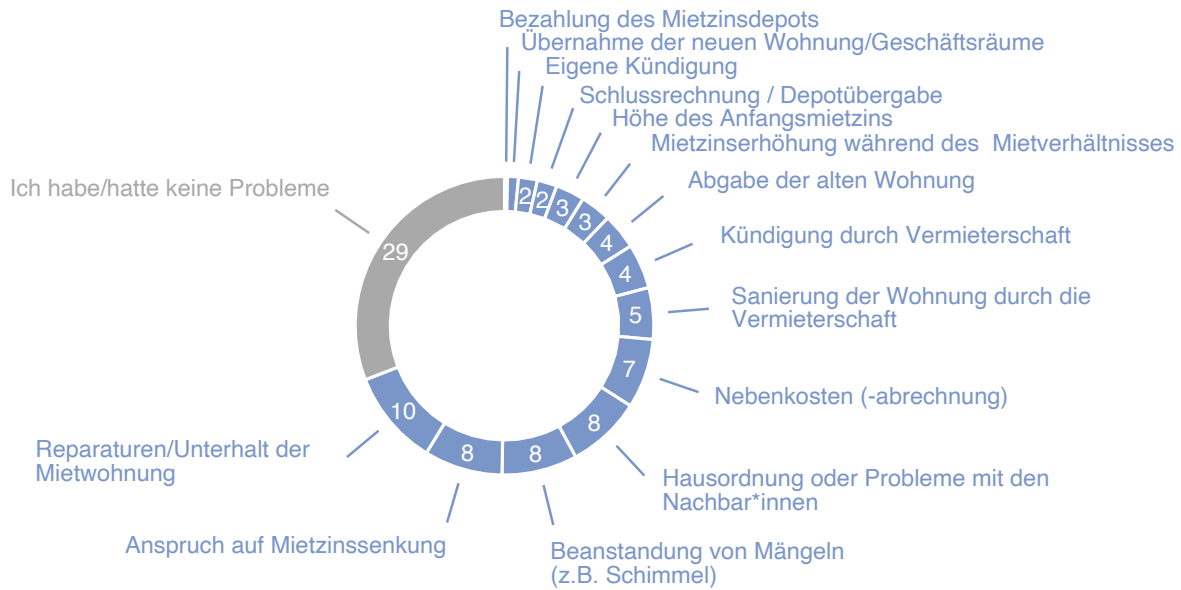 Bezahlung des Mietzinsdepots
Übernahme der neuen Wohnung/Geschäftsräume
Eigene Kündigung
Schlussrechnung / Depotübergabe
Höhe des Anfangsmietzins
Mietzinserhöhung während des Mietverhältnisses
Abgabe der alten Wohnung
Kündigung durch Vermieterschaft
Sanierung der Wohnung durch die
Vermieterschaft
Nebenkosten (-abrechnung)
Hausordnung oder Probleme mit den
Nachbar*innen
Beanstandung von Mängeln
(z.B. Schimmel)
Anspruch auf Mietzinssenkung
Reparaturen/Unterhalt der
Mietwohnung
Ich habe/hatte keine Probleme
2
2
3
3
4
4
5
7
8
8
8
10
29